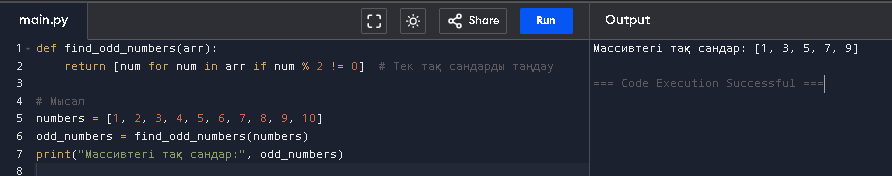 main.py
Share
Run
Output
1 def find_odd_numbers(arr):
2     return [num for num in arr if num % 2 != 0]  # Тек тақ сандарды таңдау
3
4 # Мысал
5 numbers = [1, 2, 3, 4, 5, 6, 7, 8, 9, 10]
6 odd_numbers = find_odd_numbers(numbers)
7 print("Массивтегі тақ сандар:", odd_numbers)
8
Массивтегі тақ сандар: [1, 3, 5, 7, 9]
=== Code Execution Successful ===